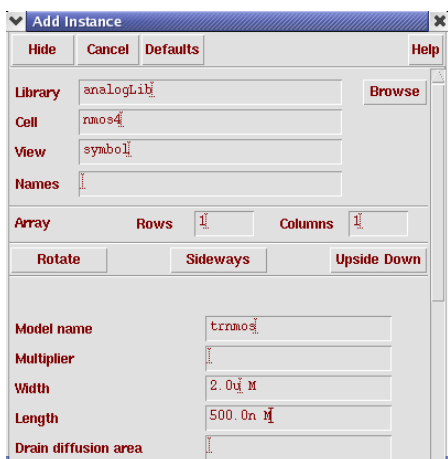 Add Instance
Hide Cancel Defaults Help
Library analogLib Browse
Cell nmos4
View symbol
Names
Array Rows 1 Columns 1
Rotate Sideways Upside Down
Model name trnmos
Multiplier
Width 2.0u M
Length 500.0n M
Drain diffusion area